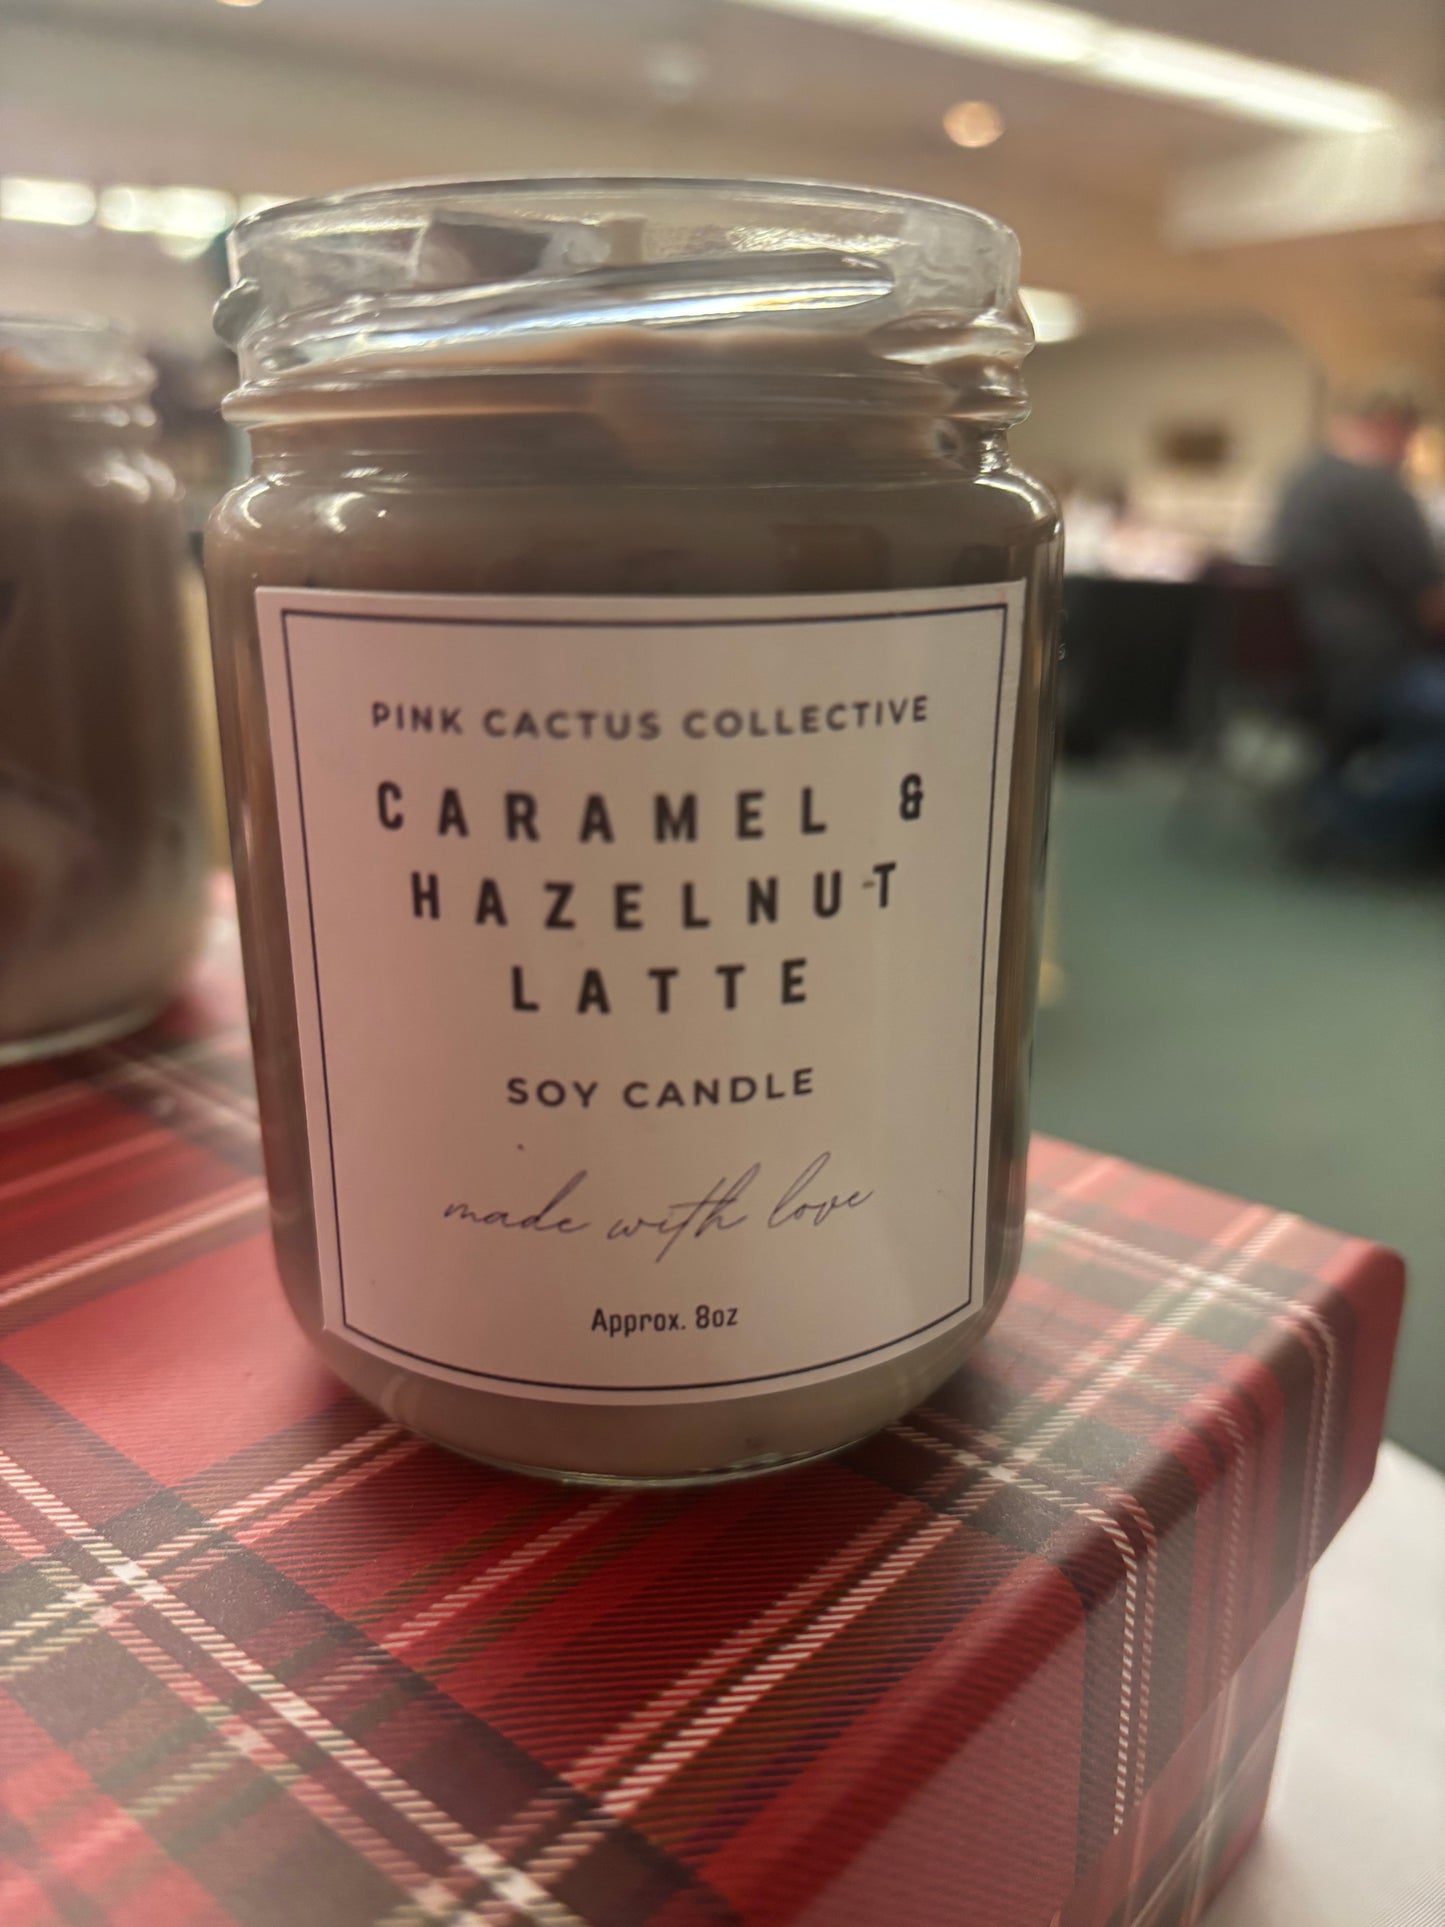 PINK CACTUS COLLECTIVE
CARAMEL &
HAZELNUT
LATTE
SOY CANDLE
made with love
Approx. 8oz